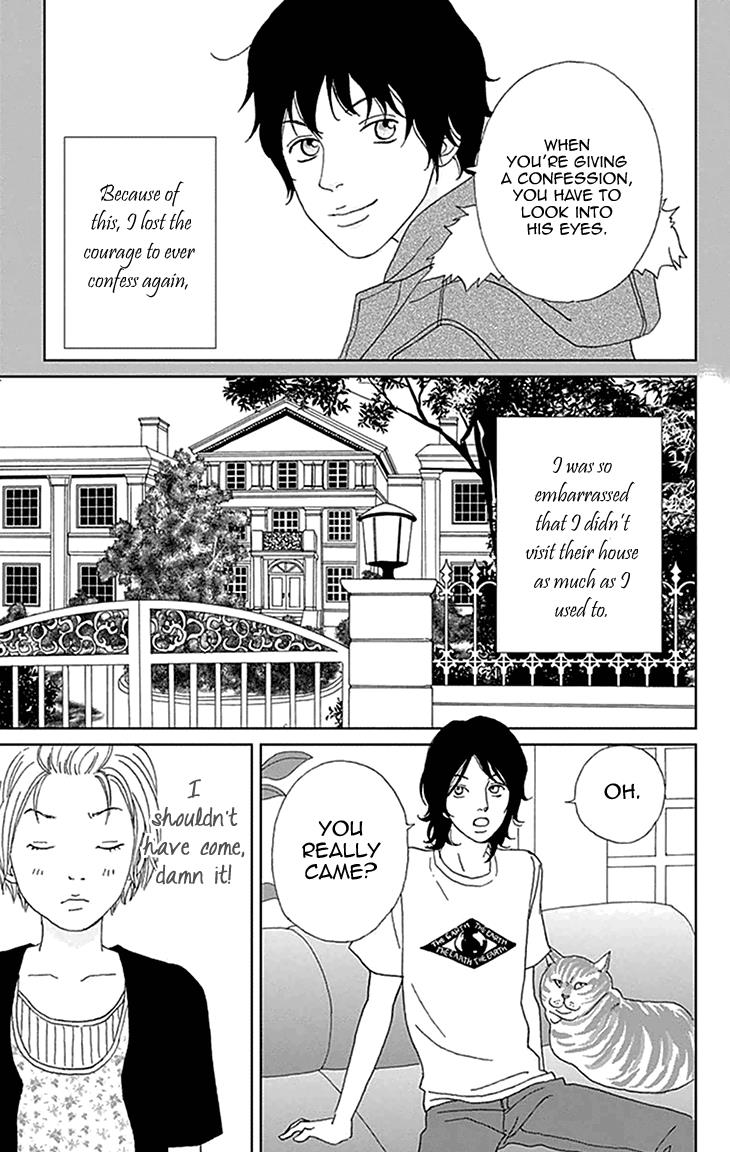 WHEN
YOU'RE GIVING
A CONFESSION,
YOU HAVE TO
LOOK INTO
HIS EYES.
Because of
this, I lost the
courage to ever
confess again,
I was so
embarrassed
that I didn't
visit their house
as much as I
used to.
OH.
YOU
REALLY
CAME?
THE EARTH THE EARTH
THE EARTH THE EARTH
I
shouldn't
have come,
damn it!